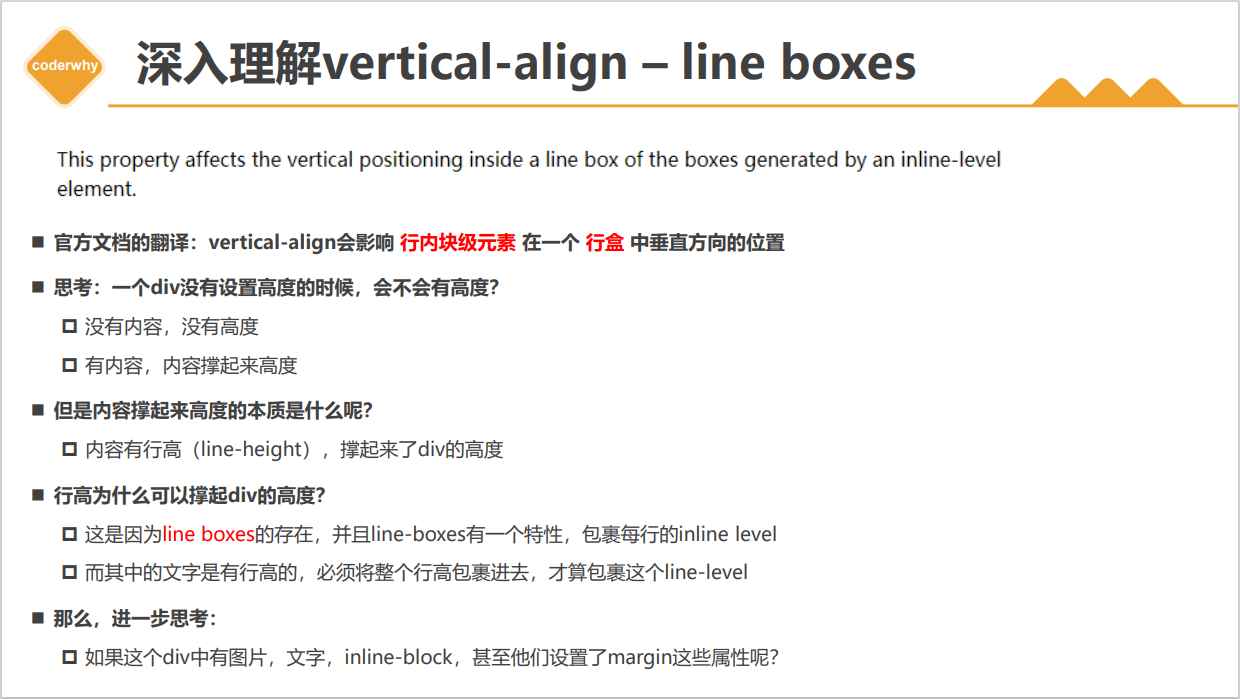 coderwhy
深入理解vertical-align – line boxes
This property affects the vertical positioning inside a line box of the boxes generated by an inline-level
element.
官方文档的翻译：vertical-align会影响 行内块级元素 在一个 行盒 中垂直方向的位置
思考：一个div没有设置高度的时候，会不会有高度？
没有内容，没有高度
有内容，内容撑起来高度
但是内容撑起来高度的本质是什么呢？
内容有行高（line-height），撑起来了div的高度
行高为什么可以撑起div的高度？
这是因为line boxes的存在，并且line-boxes有一个特性，包裹每行的inline level
而其中的文字是有行高的，必须将整个行高包裹进去，才算包裹这个line-level
那么，进一步思考：
如果这个div中有图片，文字，inline-block，甚至他们设置了margin这些属性呢？